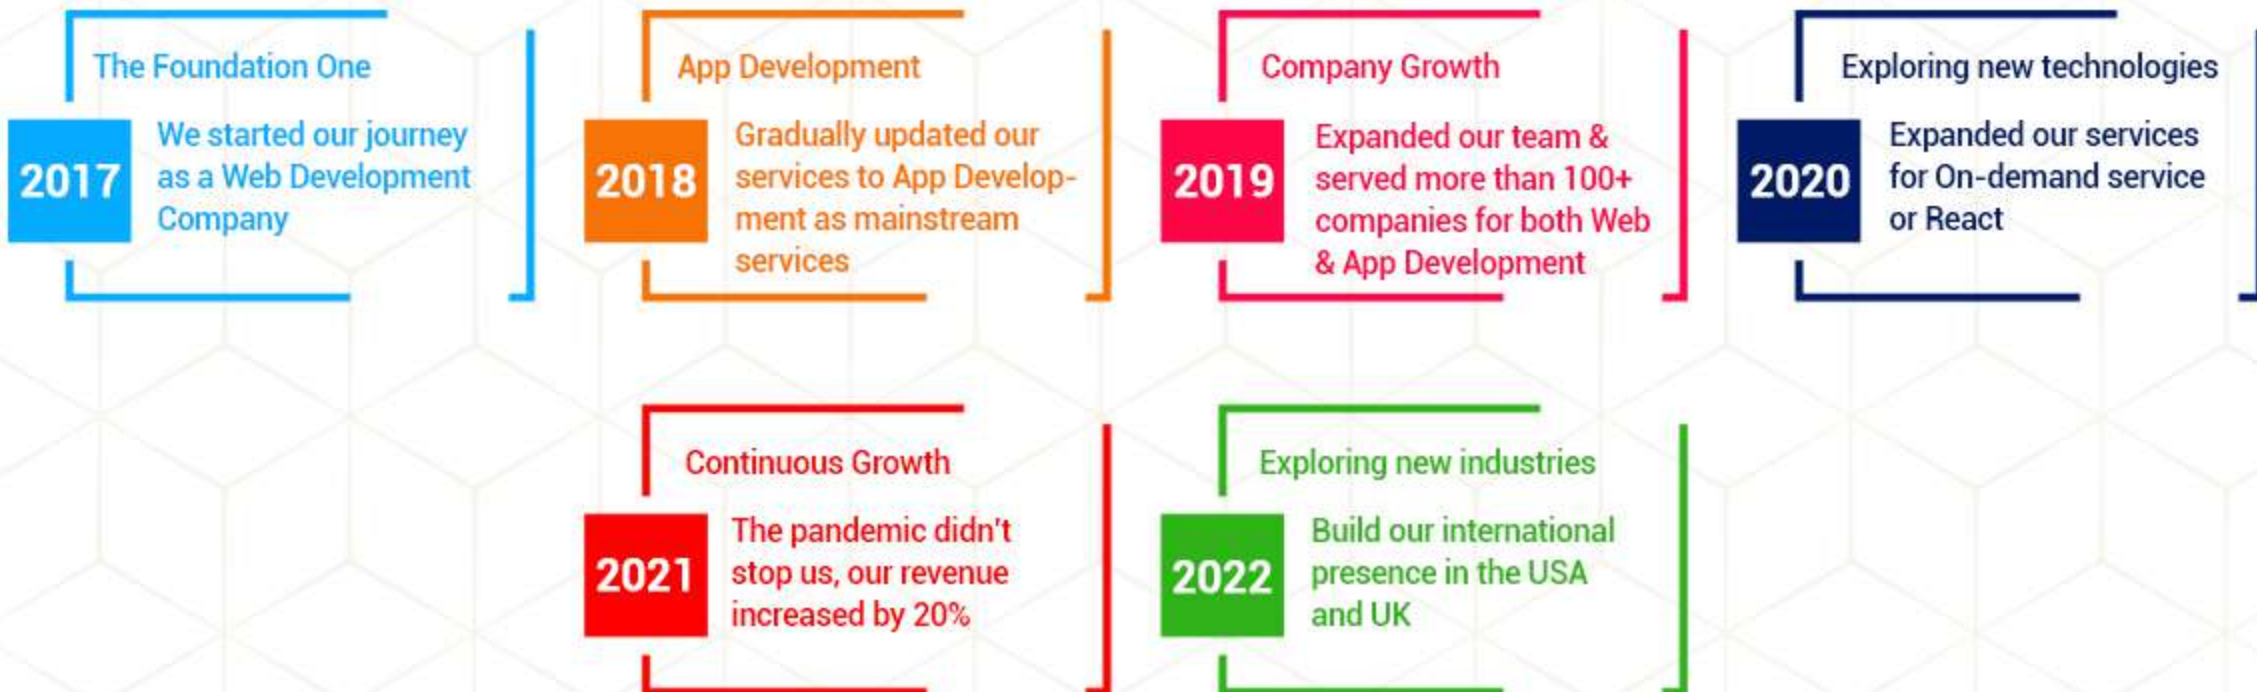 The Foundation One
2017
We started our journey
as a Web Development
Company
App Development
2018
Gradually updated our
services to App Develop-
ment as mainstream
services
Company Growth
2019
Expanded our team &
served more than 100+
companies for both Web
& App Development
Exploring new technologies
2020
Expanded our services
for On-demand service
or React
Continuous Growth
2021
The pandemic didn't
stop us, our revenue
increased by 20%
Exploring new industries
2022
Build our international
presence in the USA
and UK